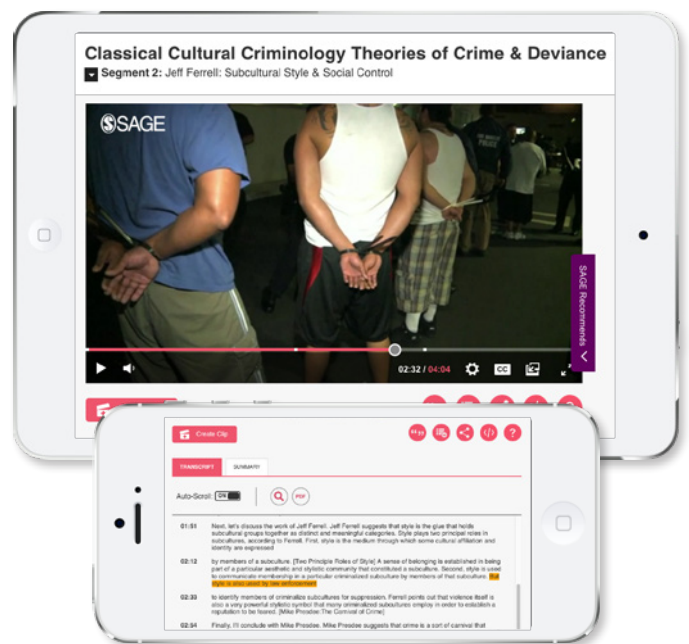 Classical Cultural Criminology Theories of Crime & Deviance
Segment 2: Jeff Ferrell: Subcultural Style & Social Control
SSAGE
POLICE
SAGE Recommends
02:32 / 04:04
CC
Create Clip
TRANSCRIPT
SUMMARY
Auto-Scroll: ON
PDF
01:51 Next, let's discuss the work of Jeff Ferrell. Jeff Ferrell suggests that style is the glue that holds
subcultural groups together as distinct and meaningful categories. Style plays two principal roles in
subcultures, according to Ferrell. First, style is the medium through which some cultural affiliation and
identity are expressed
02:12 by members of a subculture. [Two Principle Roles of Style] A sense of belonging is established in being
part of a particular aesthetic and stylistic community that constituted a subculture. Second, style is used
to communicate membership in a particular criminalized subculture by members of that subculture. But
style is also used by law enforcement
02:33 to identify members of criminalize subcultures for suppression. Ferrell points out that violence itself is
also a very powerful stylistic symbol that many criminalized subcultures employ in order to establish a
reputation to be feared. [Mike Presdee:The Carnival of Crime]
02:54 Finally, I'll conclude with Mike Presdee. Mike Presdee suggests that crime is a sort of carnival that